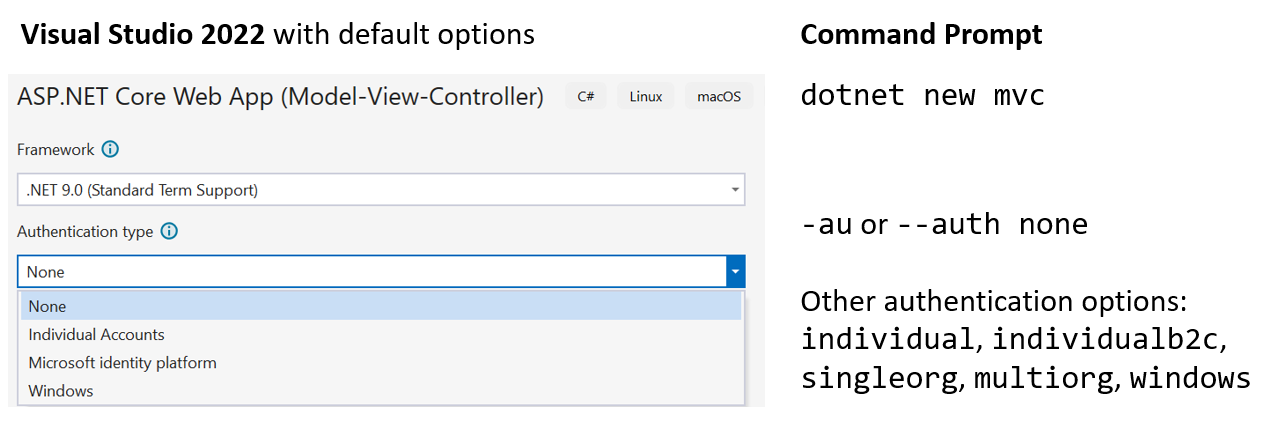 Visual Studio 2022 with default options
ASP.NET Core Web App (Model-View-Controller) C# Linux macOS
Framework
.NET 9.0 (Standard Term Support)
Authentication type
None
None
Individual Accounts
Microsoft identity platform
Windows
Command Prompt
dotnet new mvc
-au or --auth none
Other authentication options:
individual, individualb2c,
singleorg, multiorg, windows